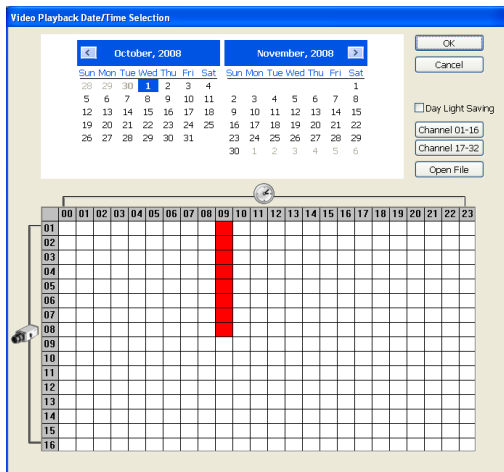 Video Playback Date/Time Selection
October, 2008
Sun Mon Tue Wed Thu Fri Sat
28 29 30 1 2 3 4
5 6 7 8 9 10 11
12 13 14 15 16 17 18
19 20 21 22 23 24 25
26 27 28 29 30 31
November, 2008
Sun Mon Tue Wed Thu Fri Sat
1
2 3 4 5 6 7 8
9 10 11 12 13 14 15
16 17 18 19 20 21 22
23 24 25 26 27 28 29
30 1 2 3 4 5 6
OK
Cancel
Day Light Saving
Channel 01-16
Channel 17-32
Open File
00 01 02 03 04 05 06 07 08 09 10 11 12 13 14 15 16 17 18 19 20 21 22 23
01
02
03
04
05
06
07
08
09
10
11
12
13
14
15
16